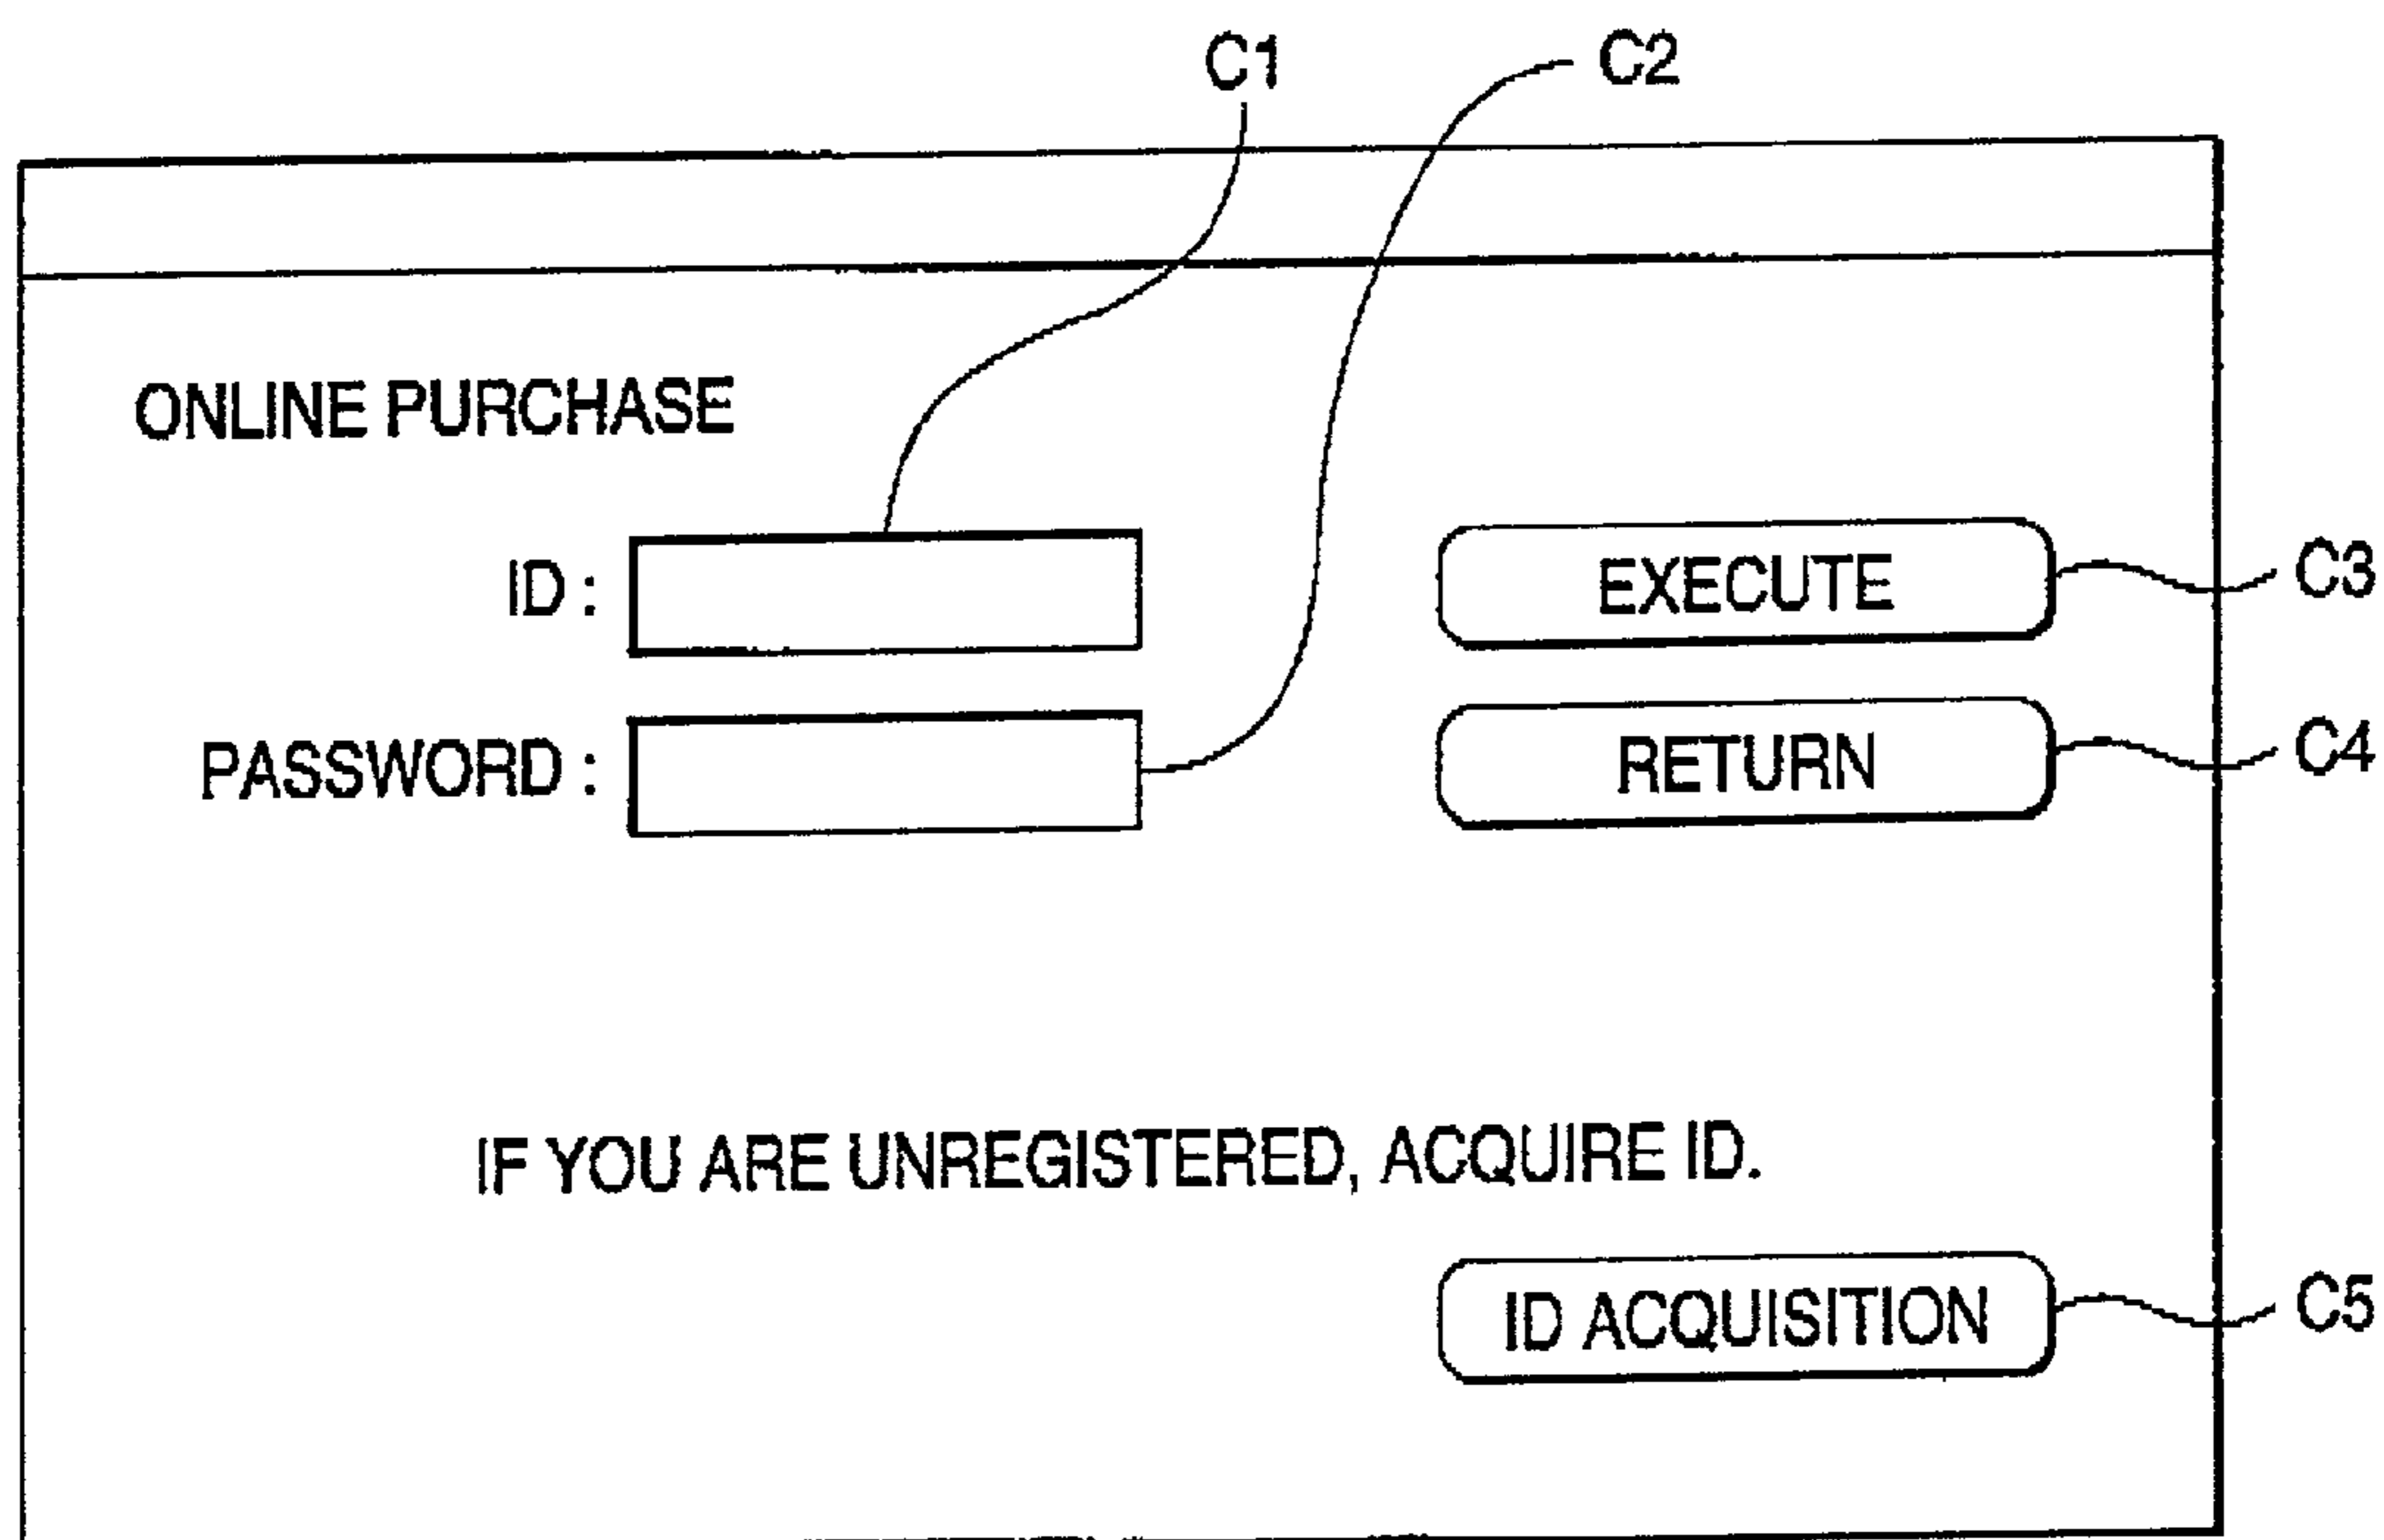 C1 C2
ONLINE PURCHASE
ID : EXECUTE C3
PASSWORD : RETURN C4
IF YOU ARE UNREGISTERED, ACQUIRE ID.
ID ACQUISITION C5